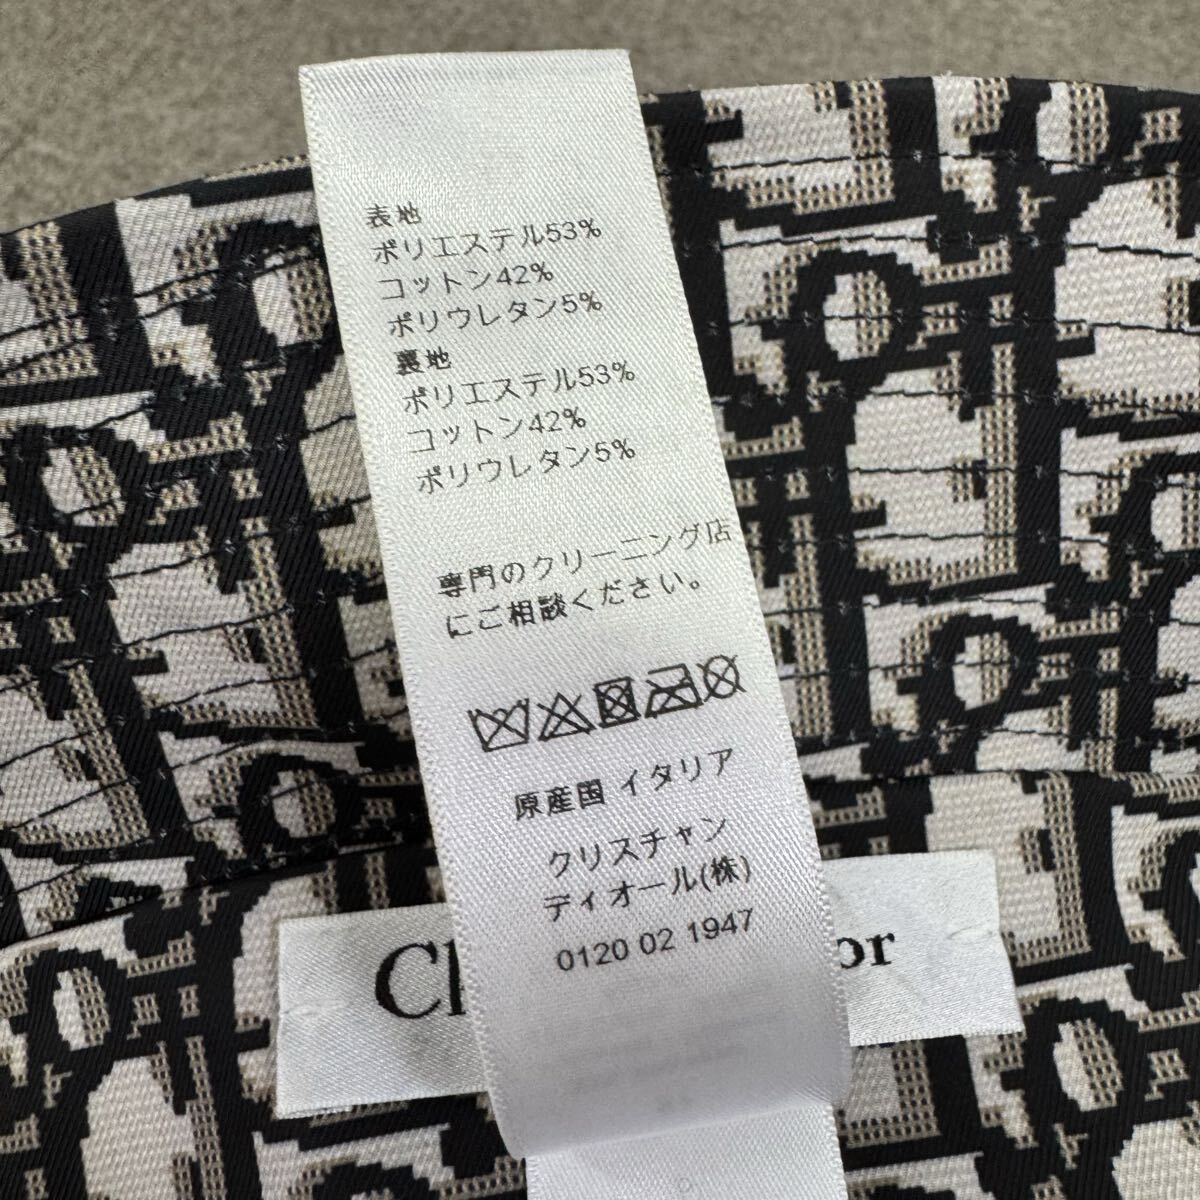 表地
ポリエステル53%
コットン42%
ポリウレタン5%
裏地
ポリエステル53%
コットン42%
ポリウレタン5%
専門のクリーニング店
にご相談ください。
原産国 イタリア
クリスチャン
ディオール(株)
0120 02 1947